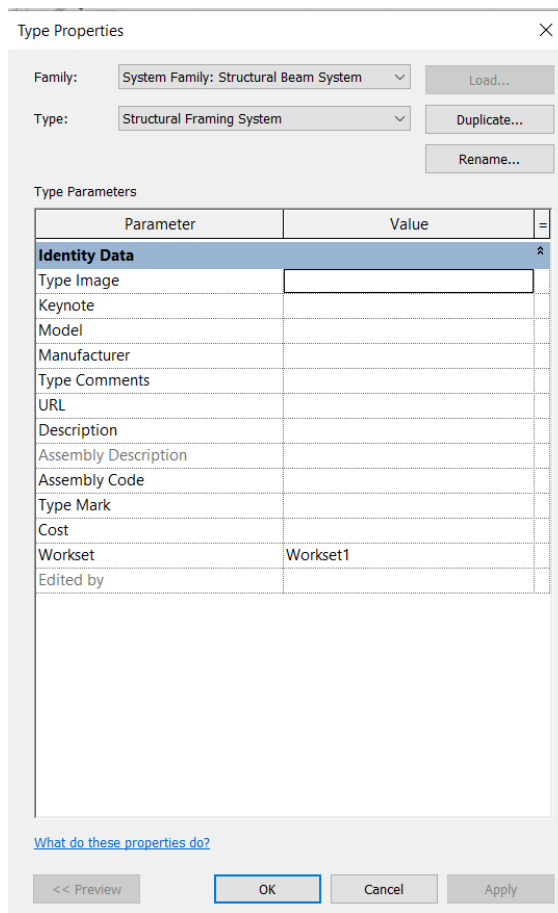 Type Properties
Family: System Family: Structural Beam System Load...
Type: Structural Framing System Duplicate...
Rename...
Type Parameters
Parameter Value =
Identity Data
Type Image
Keynote
Model
Manufacturer
Type Comments
URL
Description
Assembly Description
Assembly Code
Type Mark
Cost
Workset Workset1
Edited by
What do these properties do?
<< Preview OK Cancel Apply